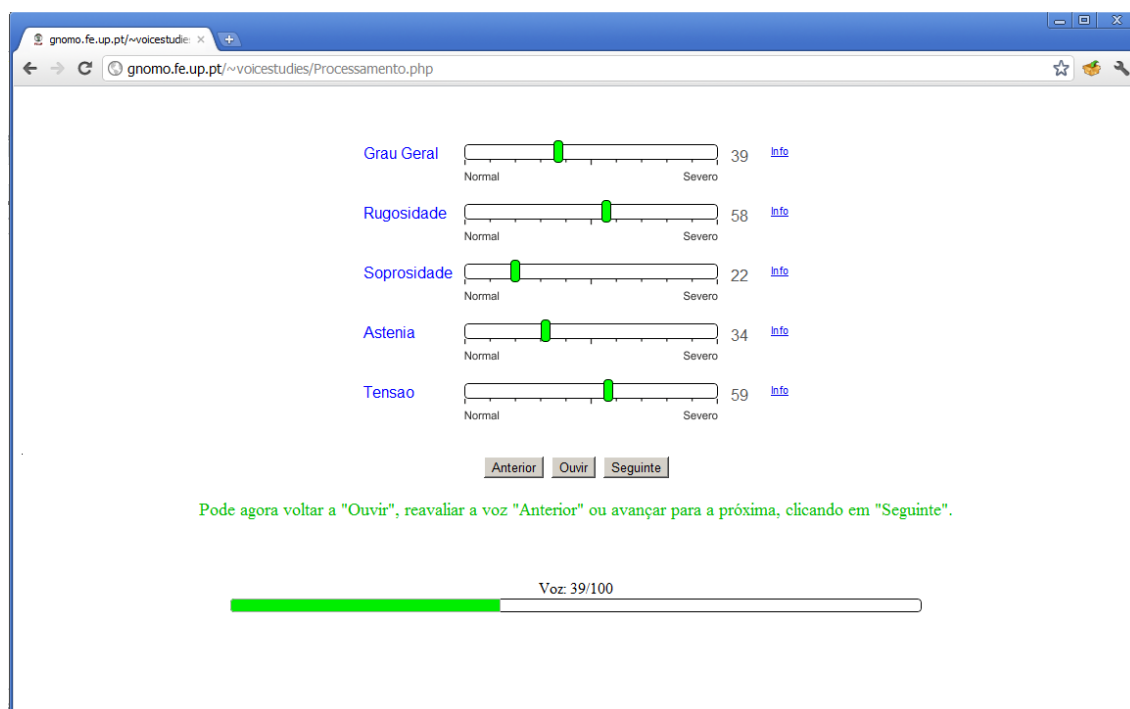 gnomo.fe.up.pt/~voicestudie
gnomo.fe.up.pt/~voicestudies/Processamento.php
Grau Geral 39 Info
Normal Severo
Rugosidade 58 Info
Normal Severo
Soprosidade 22 Info
Normal Severo
Astenia 34 Info
Normal Severo
Tensao 59 Info
Normal Severo
Anterior Ouvir Seguinte
Pode agora voltar a "Ouvir", reavaliar a voz "Anterior" ou avançar para a próxima, clicando em "Seguinte".
Voz: 39/100